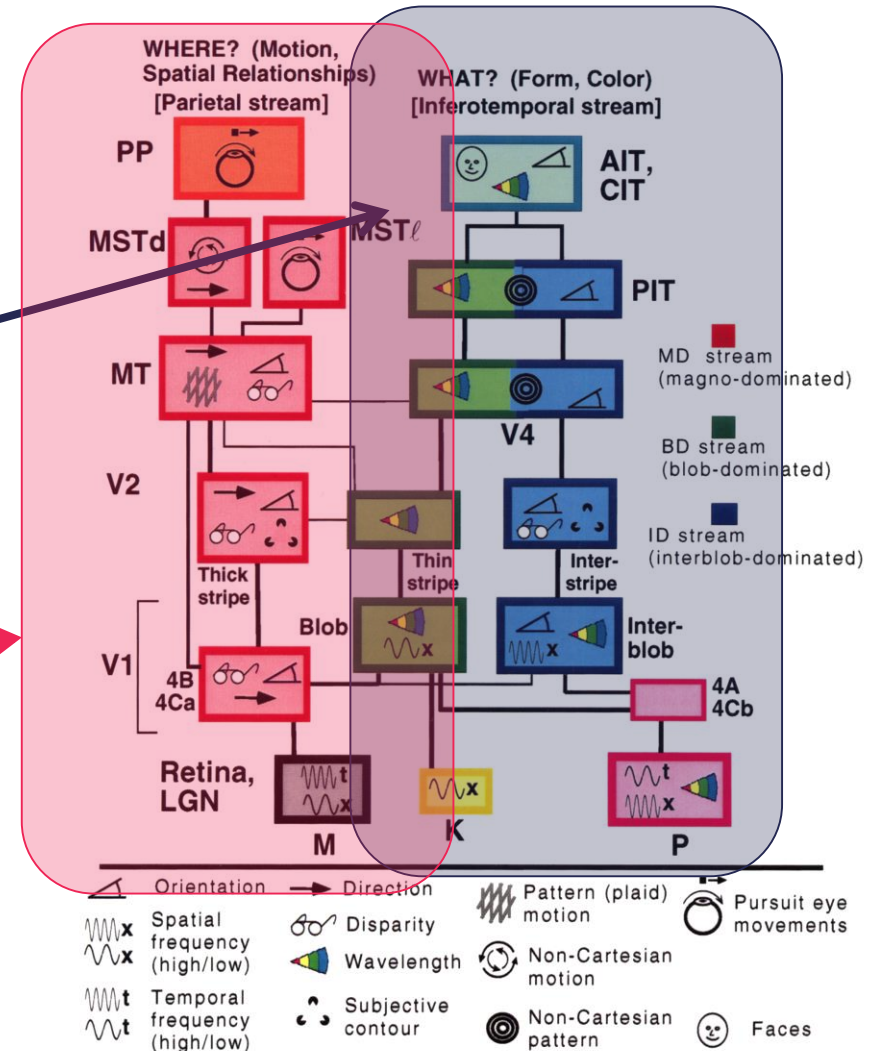 WHERE? (Motion,
Spatial Relationships)
[Parietal stream]
WHAT? (Form, Color)
[Inferotemporal stream]
PP
AIT,
CIT
MSTd
MSTℓ
PIT
MT
V4
MD stream
(magno-dominated)
BD stream
(blob-dominated)
ID stream
(interblob-dominated)
V2
Thick
stripe
Thin
stripe
Inter-
stripe
V1
Blob
Inter-
blob
4B
4Ca
4A
4Cb
x
x
Retina,
LGN
t
x
x
t
x
M
K
P
Orientation
Direction
Pattern (plaid)
motion
Pursuit eye
movements
x
x
Spatial
frequency
(high/low)
Disparity
Wavelength
Non-Cartesian
motion
t
t
Temporal
frequency
(high/low)
Subjective
contour
Non-Cartesian
pattern
Faces